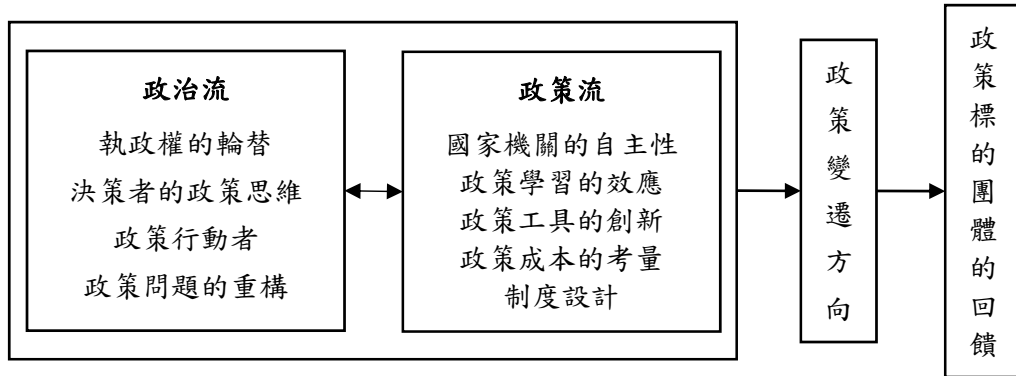 政治流
執政權的輪替
決策者的政策思維
政策行動者
政策問題的重構
政策流
國家機關的自主性
政策學習的效應
政策工具的創新
政策成本的考量
制度設計
政策變遷方向
政策標的團體的回饋